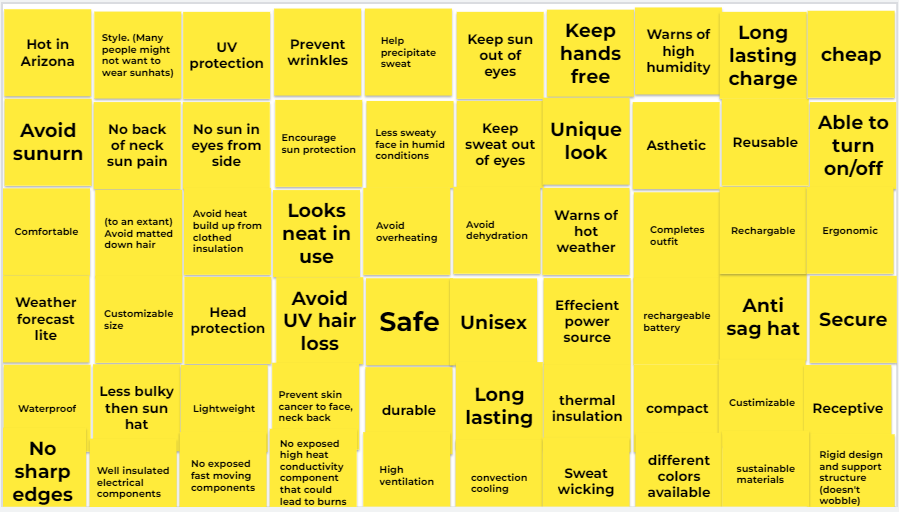 Hot in
Arizona
Style. (Many
people might
not want to
wear sunhats)
UV
protection
Prevent
wrinkles
Help
precipitate
sweat
Keep sun
out of
eyes
Keep
hands
free
Warns of
high
humidity
Long
lasting
charge
cheap
Avoid
sunurn
No back
of neck
sun pain
No sun in
eyes from
side
Encourage
sun protection
Less sweaty
face in humid
conditions
Keep
sweat out
of eyes
Unique
look
Asthetic
Reusable
Able to
turn
on/off
Comfortable
(to an extant)
Avoid matted
down hair
Avoid heat
build up from
clothed
insulation
Looks
neat in
use
Avoid
overheating
Avoid
dehydration
Warns of
hot
weather
Completes
outfit
Rechargable
Ergonomic
Weather
forecast
lite
Customizable
size
Head
protection
Avoid
UV hair
loss
Safe
Unisex
Effecient
power
source
rechargeable
battery
Anti
sag hat
Secure
Waterproof
Less bulky
then sun
hat
Lightweight
Prevent skin
cancer to face,
neck back
durable
Long
lasting
thermal
insulation
compact
Custimizable
Receptive
No
sharp
edges
Well insulated
electrical
components
No exposed
fast moving
components
No exposed
high heat
conductivity
component
that could
lead to burns
High
ventilation
convection
cooling
Sweat
wicking
different
colors
available
sustainable
materials
Rigid design
and support
structure
(doesn't
wobble)